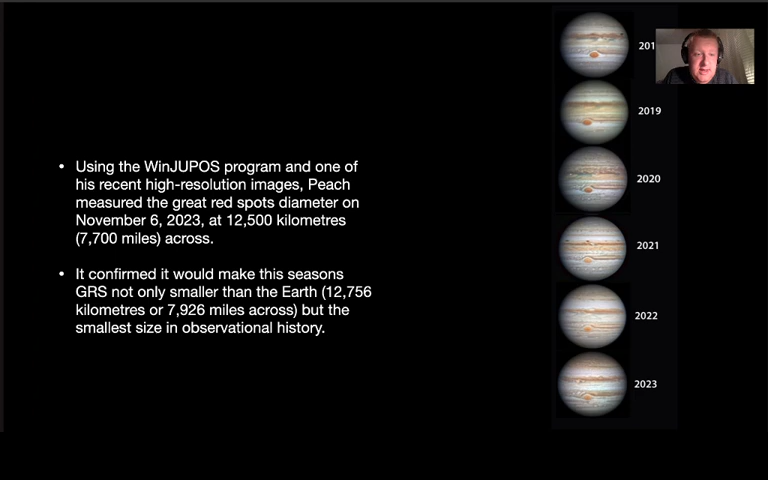 • Using the WinJUPOS program and one of
his recent high-resolution images, Peach
measured the great red spots diameter on
November 6, 2023, at 12,500 kilometres
(7,700 miles) across.
• It confirmed it would make this seasons
GRS not only smaller than the Earth (12,756
kilometres or 7,926 miles across) but the
smallest size in observational history.
201
2019
2020
2021
2022
2023